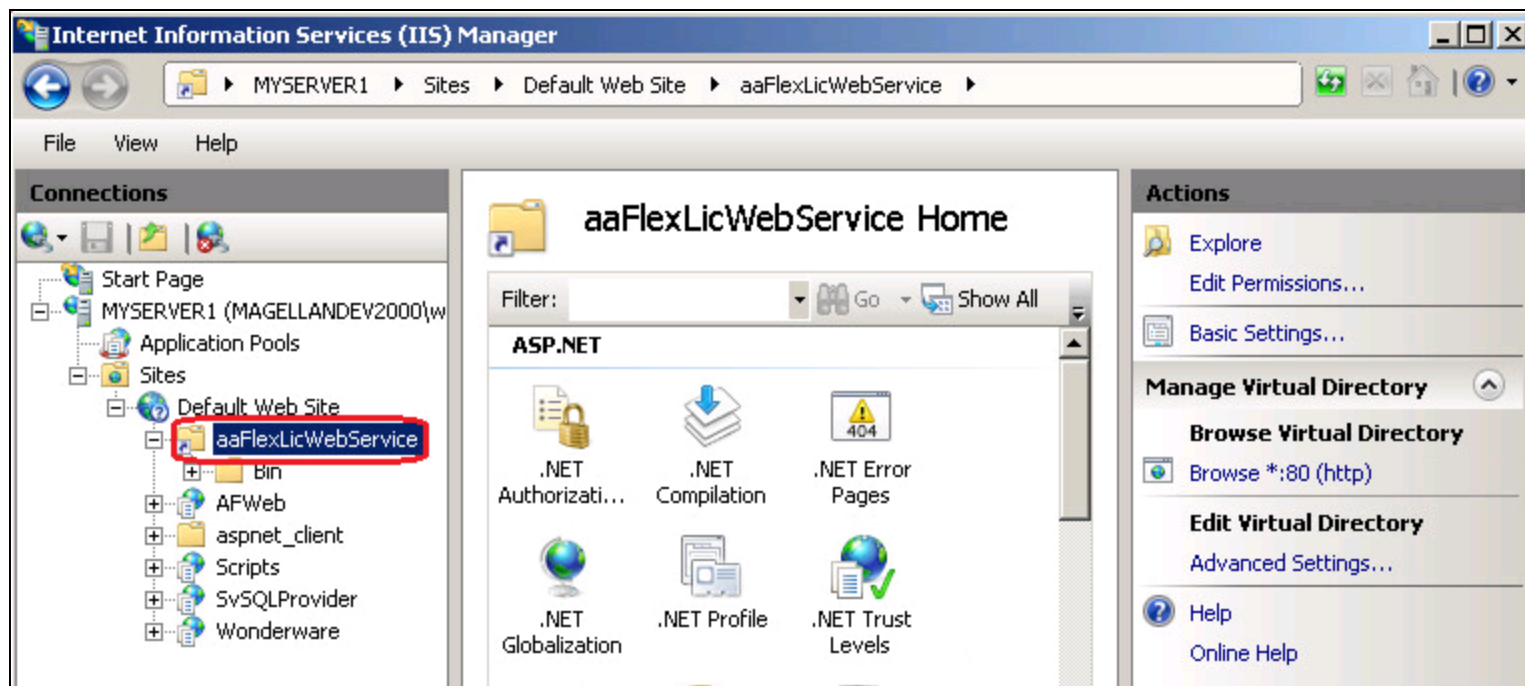 Internet Information Services (IIS) Manager
MYSERVER1 Sites Default Web Site aaFlexLicWebService
File View Help
Connections
Start Page
MYSERVER1 (MAGELLANDEV2000\w
Application Pools
Sites
Default Web Site
aaFlexLicWebService
Bin
AFWeb
aspnet_client
Scripts
SvSQLProvider
Wonderware
aaFlexLicWebService Home
Filter: Go Show All
ASP.NET
.NET
Authorizati...
.NET
Compilation
404
.NET Error
Pages
.NET
Globalization
.NET Profile
.NET Trust
Levels
Actions
Explore
Edit Permissions...
Basic Settings...
Manage Virtual Directory
Browse Virtual Directory
Browse *:80 (http)
Edit Virtual Directory
Advanced Settings...
Help
Online Help